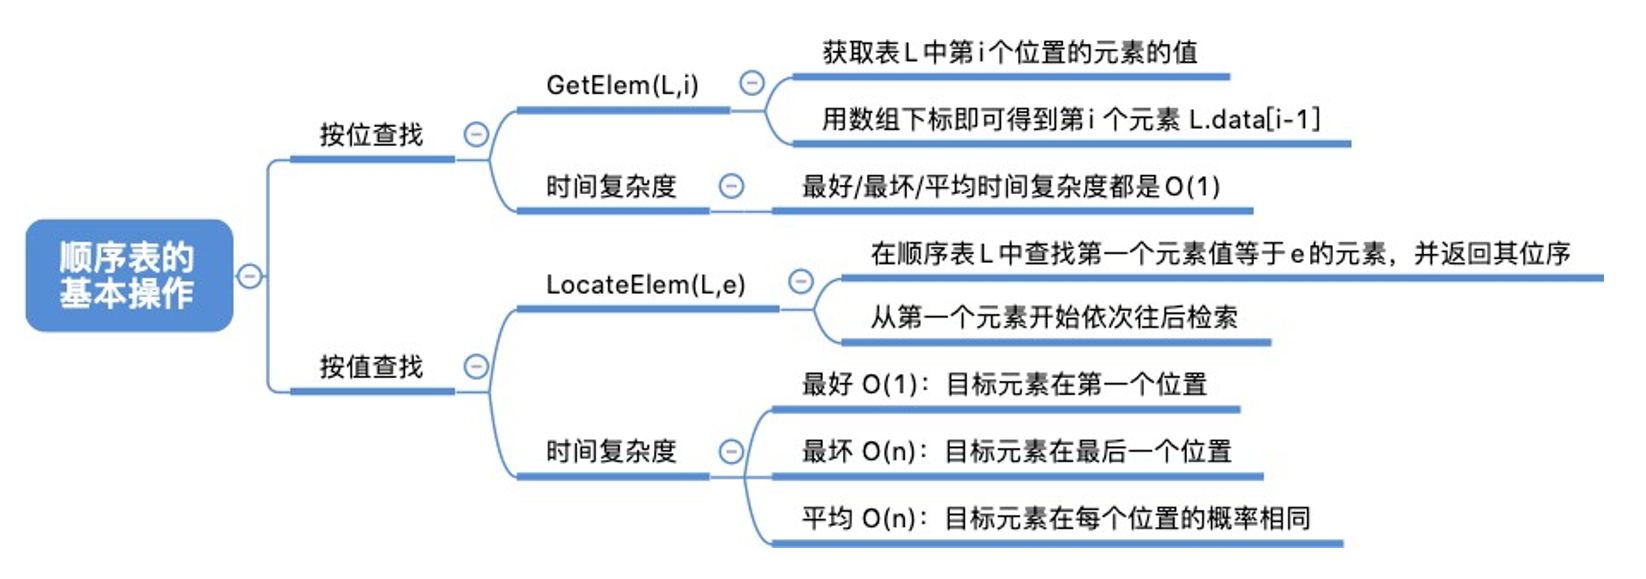 顺序表的
基本操作
按位查找
GetElem(L,i)
获取表L中第i个位置的元素的值
用数组下标即可得到第i 个元素 L.data[i-1]
时间复杂度
最好/最坏/平均时间复杂度都是O(1)
按值查找
LocateElem(L,e)
在顺序表L中查找第一个元素值等于e的元素，并返回其位序
从第一个元素开始依次往后检索
时间复杂度
最好 O(1)：目标元素在第一个位置
最坏 O(n)：目标元素在最后一个位置
平均 O(n)：目标元素在每个位置的概率相同